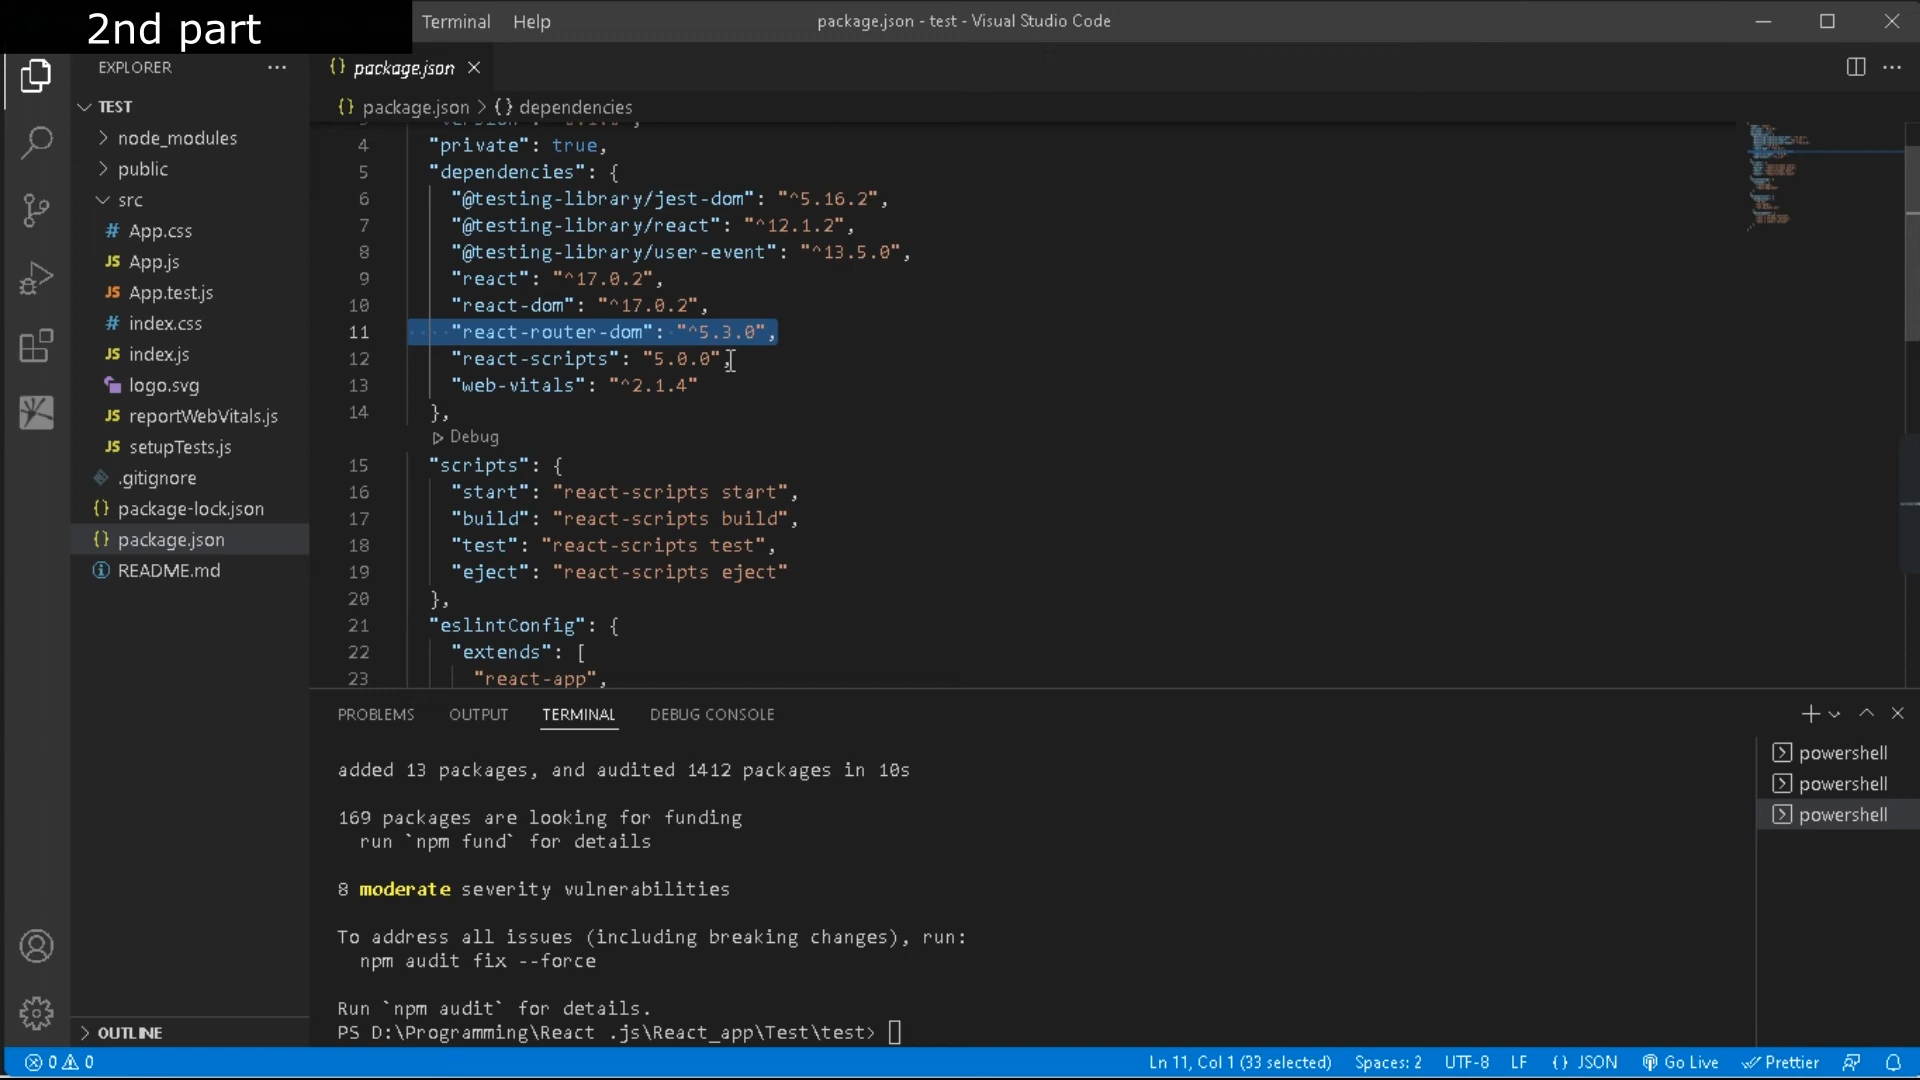 2nd part
Terminal Help
package.json - test - Visual Studio Code
EXPLORER
TEST
node_modules
public
src
# App.css
JS App.js
JS App.test.js
# index.css
JS index.js
logo.svg
JS reportWebVitals.js
JS setupTests.js
.gitignore
{} package-lock.json
{} package.json
README.md
OUTLINE
{} package.json
{} package.json > {} dependencies
4 "private": true,
5 "dependencies": {
6 "@testing-library/jest-dom": "^5.16.2",
7 "@testing-library/react": "^12.1.2",
8 "@testing-library/user-event": "^13.5.0",
9 "react": "^17.0.2",
10 "react-dom": "^17.0.2",
11 "react-router-dom": "^5.3.0",
12 "react-scripts": "5.0.0",
13 "web-vitals": "^2.1.4"
14 },
Debug
15 "scripts": {
16 "start": "react-scripts start",
17 "build": "react-scripts build",
18 "test": "react-scripts test",
19 "eject": "react-scripts eject"
20 },
21 "eslintConfig": {
22 "extends": [
23 "react-app",
PROBLEMS OUTPUT TERMINAL DEBUG CONSOLE
added 13 packages, and audited 1412 packages in 10s
169 packages are looking for funding
run `npm fund` for details
8 moderate severity vulnerabilities
To address all issues (including breaking changes), run:
npm audit fix --force
Run `npm audit` for details.
PS D:\Programming\React .js\React_app\Test\test>
powershell
powershell
powershell
0 0
Ln 11, Col 1 (33 selected) Spaces: 2 UTF-8 LF {} JSON Go Live Prettier